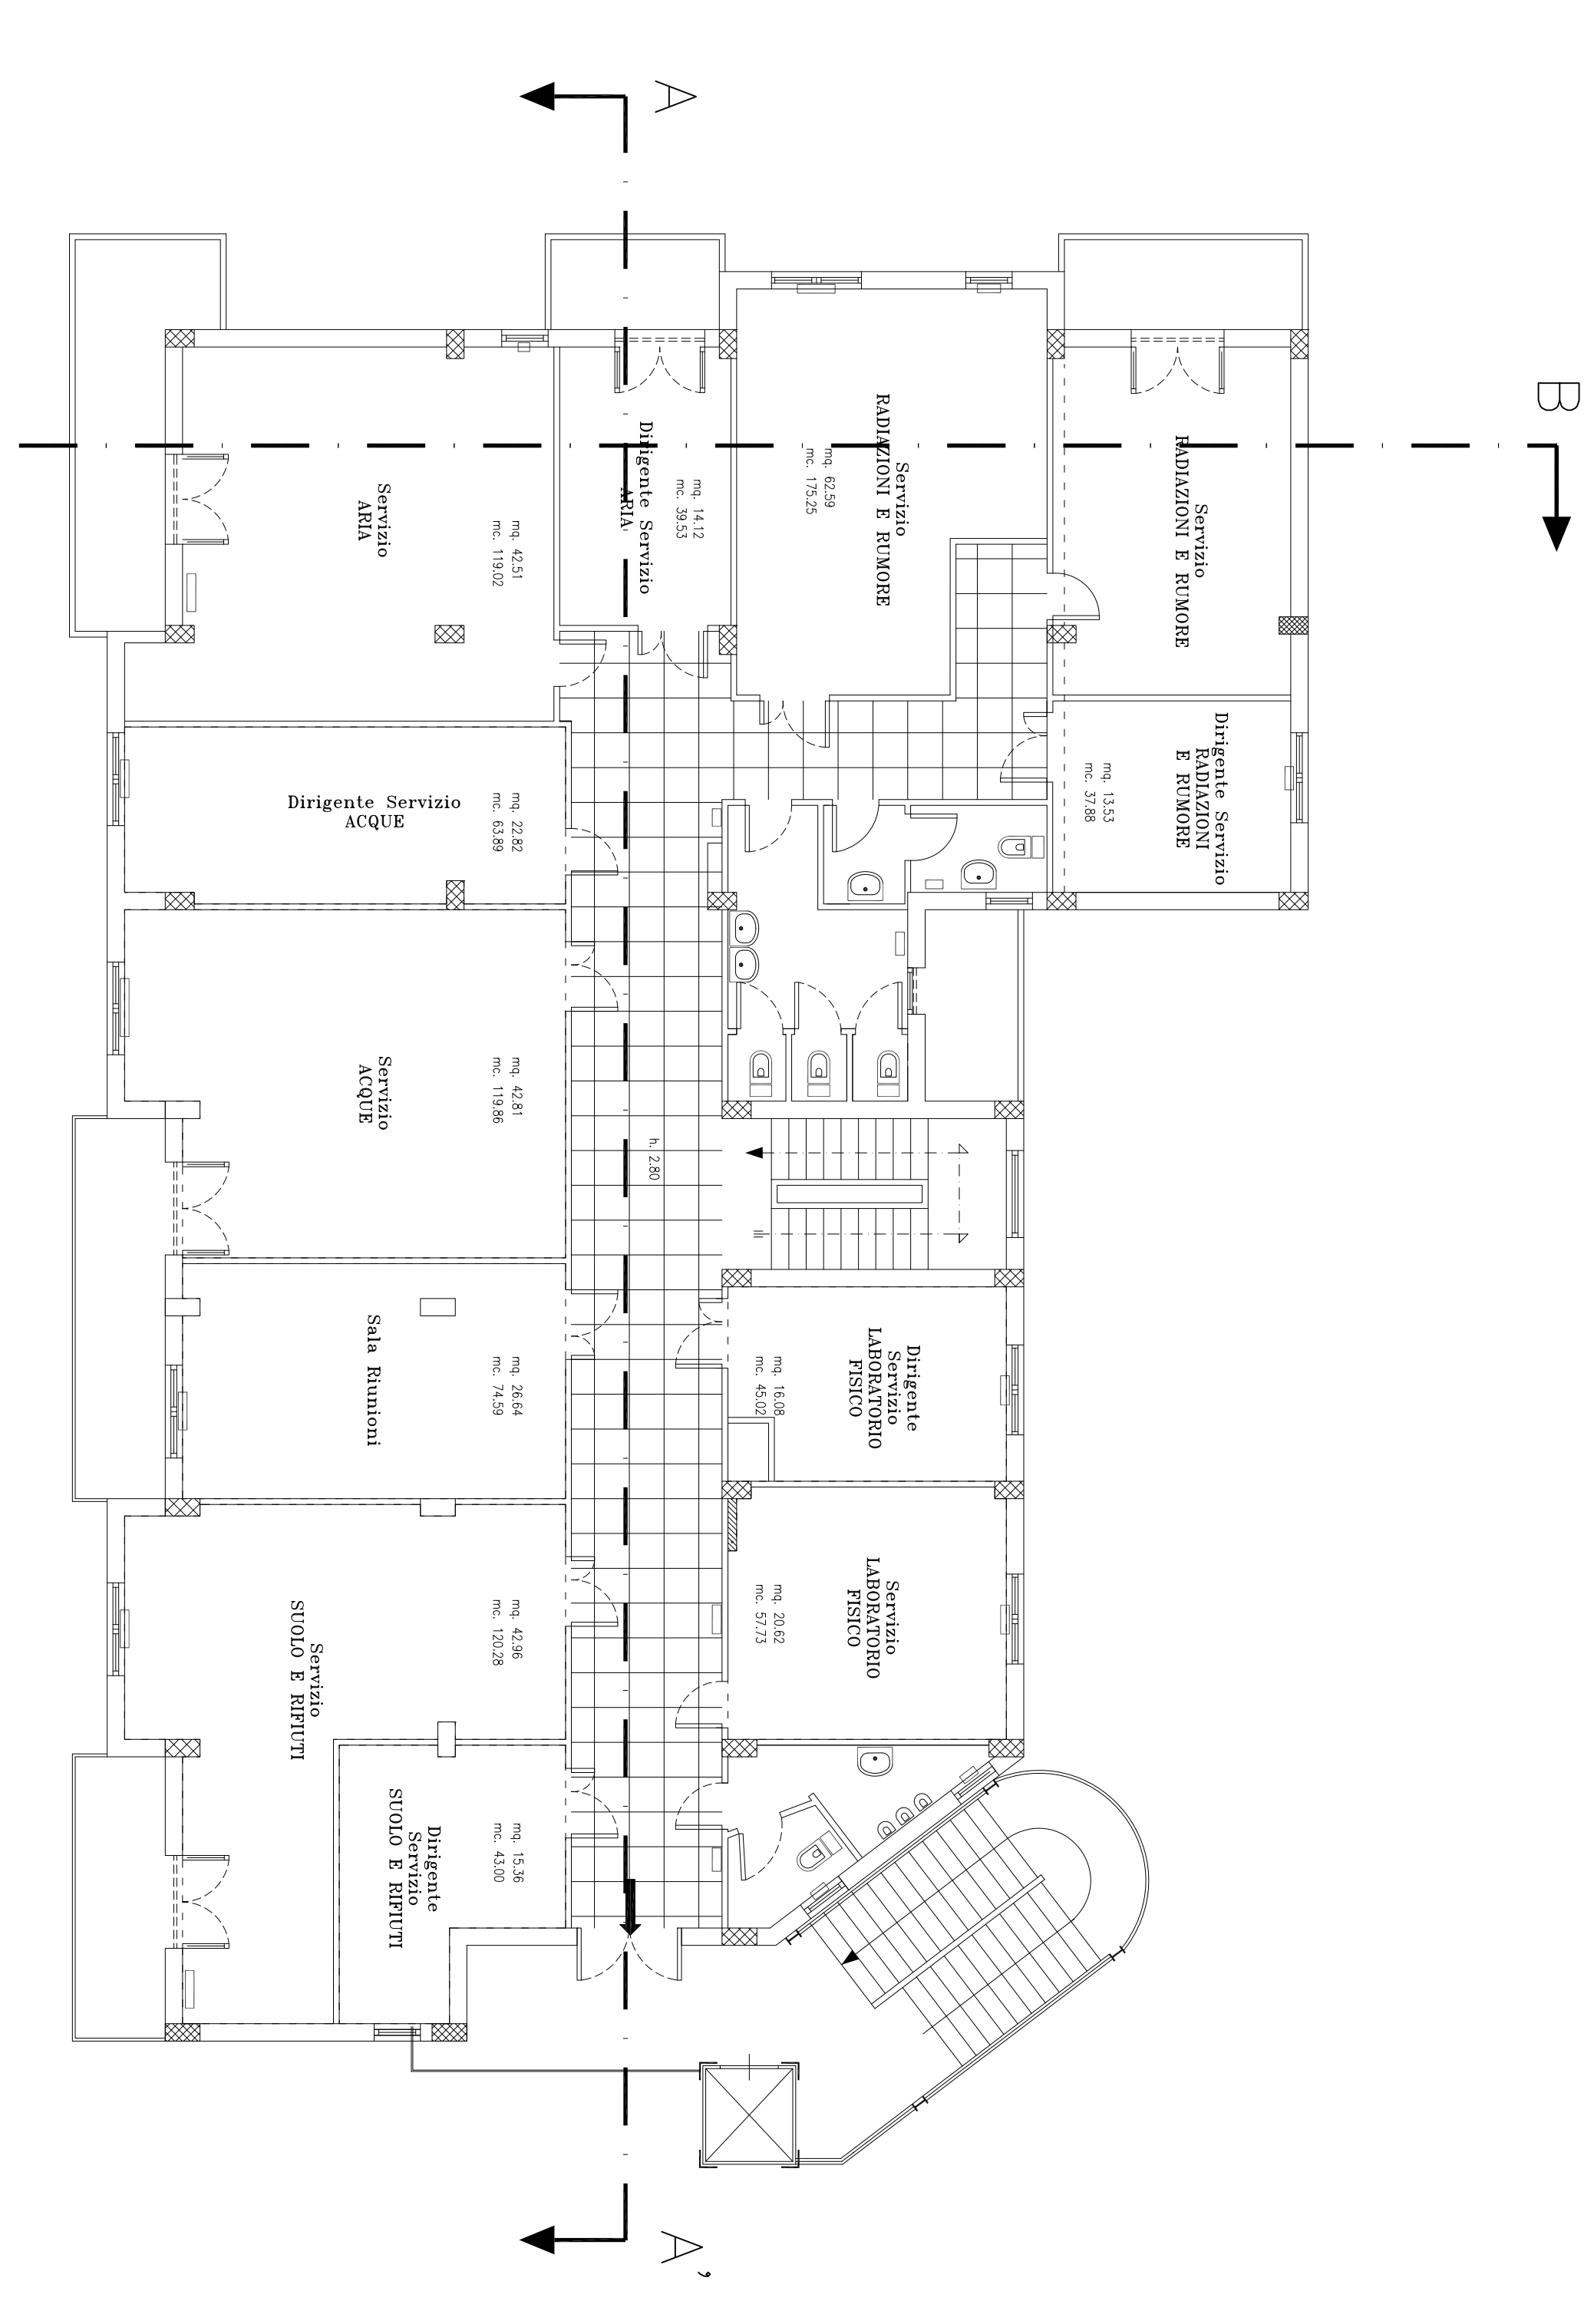 A
B
Servizio
RADIAZIONI E RUMORE
Servizio
RADIAZIONI E RUMORE
mq. 62.59
mc. 175.25
Dirigente Servizio
ARIA
mq. 14.12
mc. 39.53
Servizio
ARIA
mq. 42.51
mc. 119.02
Dirigente Servizio
RADIAZIONI
E RUMORE
mq. 13.53
mc. 37.88
Dirigente Servizio
ACQUE
mq. 22.82
mc. 63.89
Servizio
ACQUE
mq. 42.81
mc. 119.86
h. 2.80
Sala Riunioni
mq. 26.64
mc. 74.59
Dirigente
Servizio
LABORATORIO
FISICO
mq. 16.08
mc. 45.02
Servizio
LABORATORIO
FISICO
mq. 20.62
mc. 57.73
Servizio
SUOLO E RIFIUTI
mq. 42.96
mc. 120.28
Dirigente
Servizio
SUOLO E RIFIUTI
mq. 15.36
mc. 43.00
A'